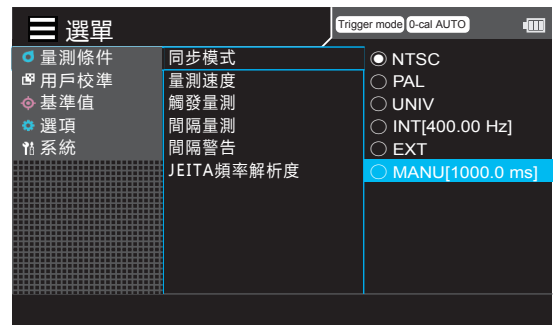 選單
Trigger mode 0-cal AUTO
量測條件
用戶校準
基準值
選項
系統
同步模式
量測速度
觸發量測
間隔量測
間隔警告
JEITA頻率解析度
NTSC
PAL
UNIV
INT[400.00 Hz]
EXT
MANU[1000.0 ms]